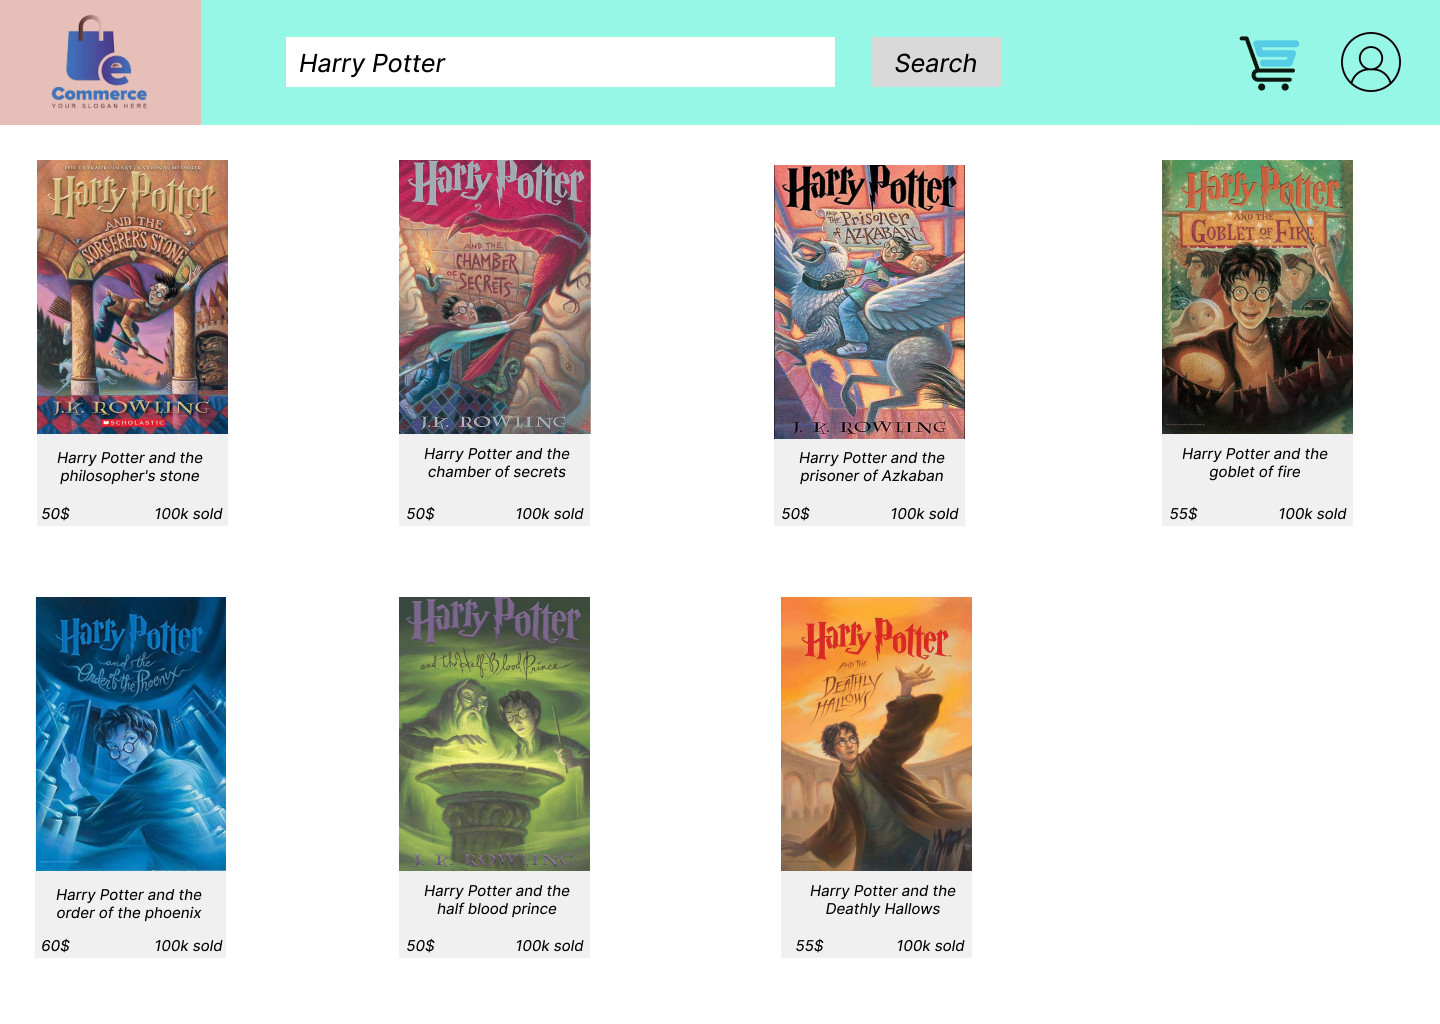 Commerce
YOUR SLOGAN HERE
Harry Potter
Search
THE EXTRAORDINARY NATIONAL BESTSELLER
Harry Potter
AND THE
SORCERER'S STONE
J.K. ROWLING
SCHOLASTIC
Harry Potter and the
philosopher's stone
50$ 100k sold
Harry Potter
AND THE
CHAMBER
OF
SECRETS
J.K. ROWLING
Harry Potter and the
chamber of secrets
50$ 100k sold
Harry Potter
AND THE Prisoner
of AZKABAN
J. K. ROWLING
Harry Potter and the
prisoner of Azkaban
50$ 100k sold
Harry Potter
AND THE
GOBLET OF FIRE
Harry Potter and the
goblet of fire
55$ 100k sold
Harry Potter
and the
Order of the Phoenix
Harry Potter and the
order of the phoenix
60$ 100k sold
Harry Potter
and the Half-Blood Prince
J. K. ROWLING
Harry Potter and the
half blood prince
50$ 100k sold
Harry Potter
AND THE
DEATHLY
HALLOWS
Harry Potter and the
Deathly Hallows
55$ 100k sold